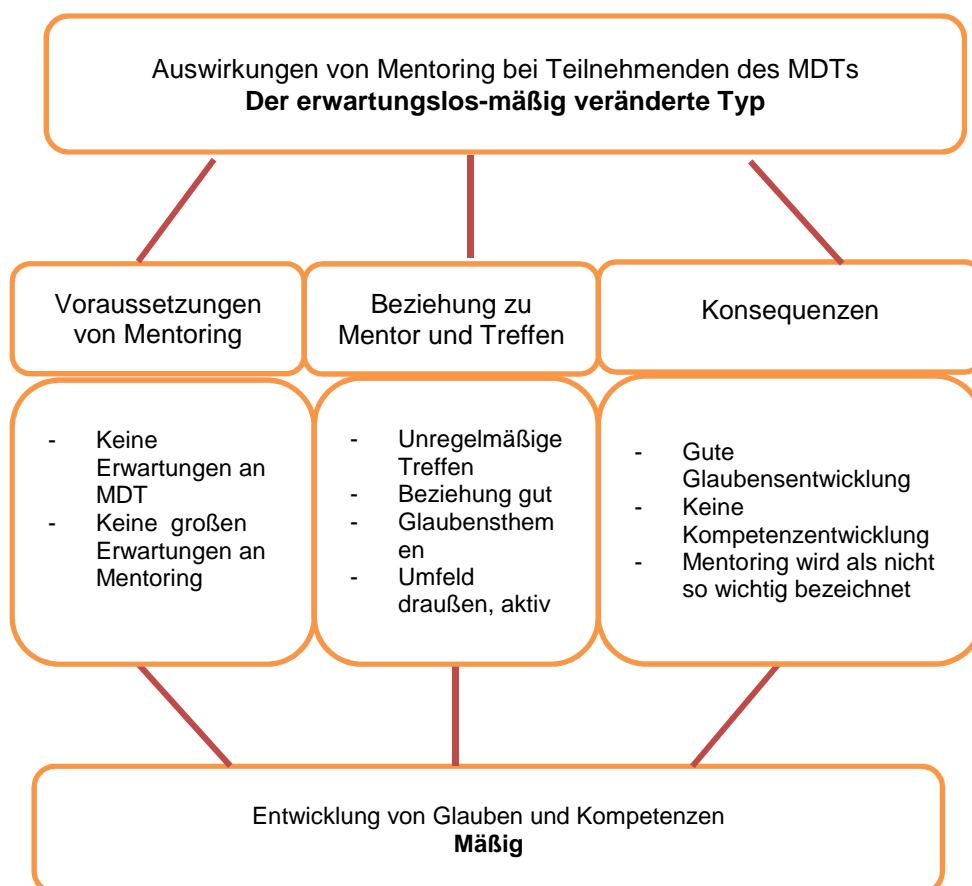 Auswirkungen von Mentoring bei Teilnehmenden des MDTs
Der erwartungslos-mäßig veränderte Typ
Voraussetzungen
von Mentoring
Beziehung zu
Mentor und Treffen
Konsequenzen
- Keine
Erwartungen an
MDT
- Keine großen
Erwartungen an
Mentoring
- Unregelmäßige
Treffen
- Beziehung gut
- Glaubensthem
en
- Umfeld
draußen, aktiv
- Gute
Glaubensentwicklung
- Keine
Kompetenzentwicklung
- Mentoring wird als nicht
so wichtig bezeichnet
Entwicklung von Glauben und Kompetenzen
Mäßig